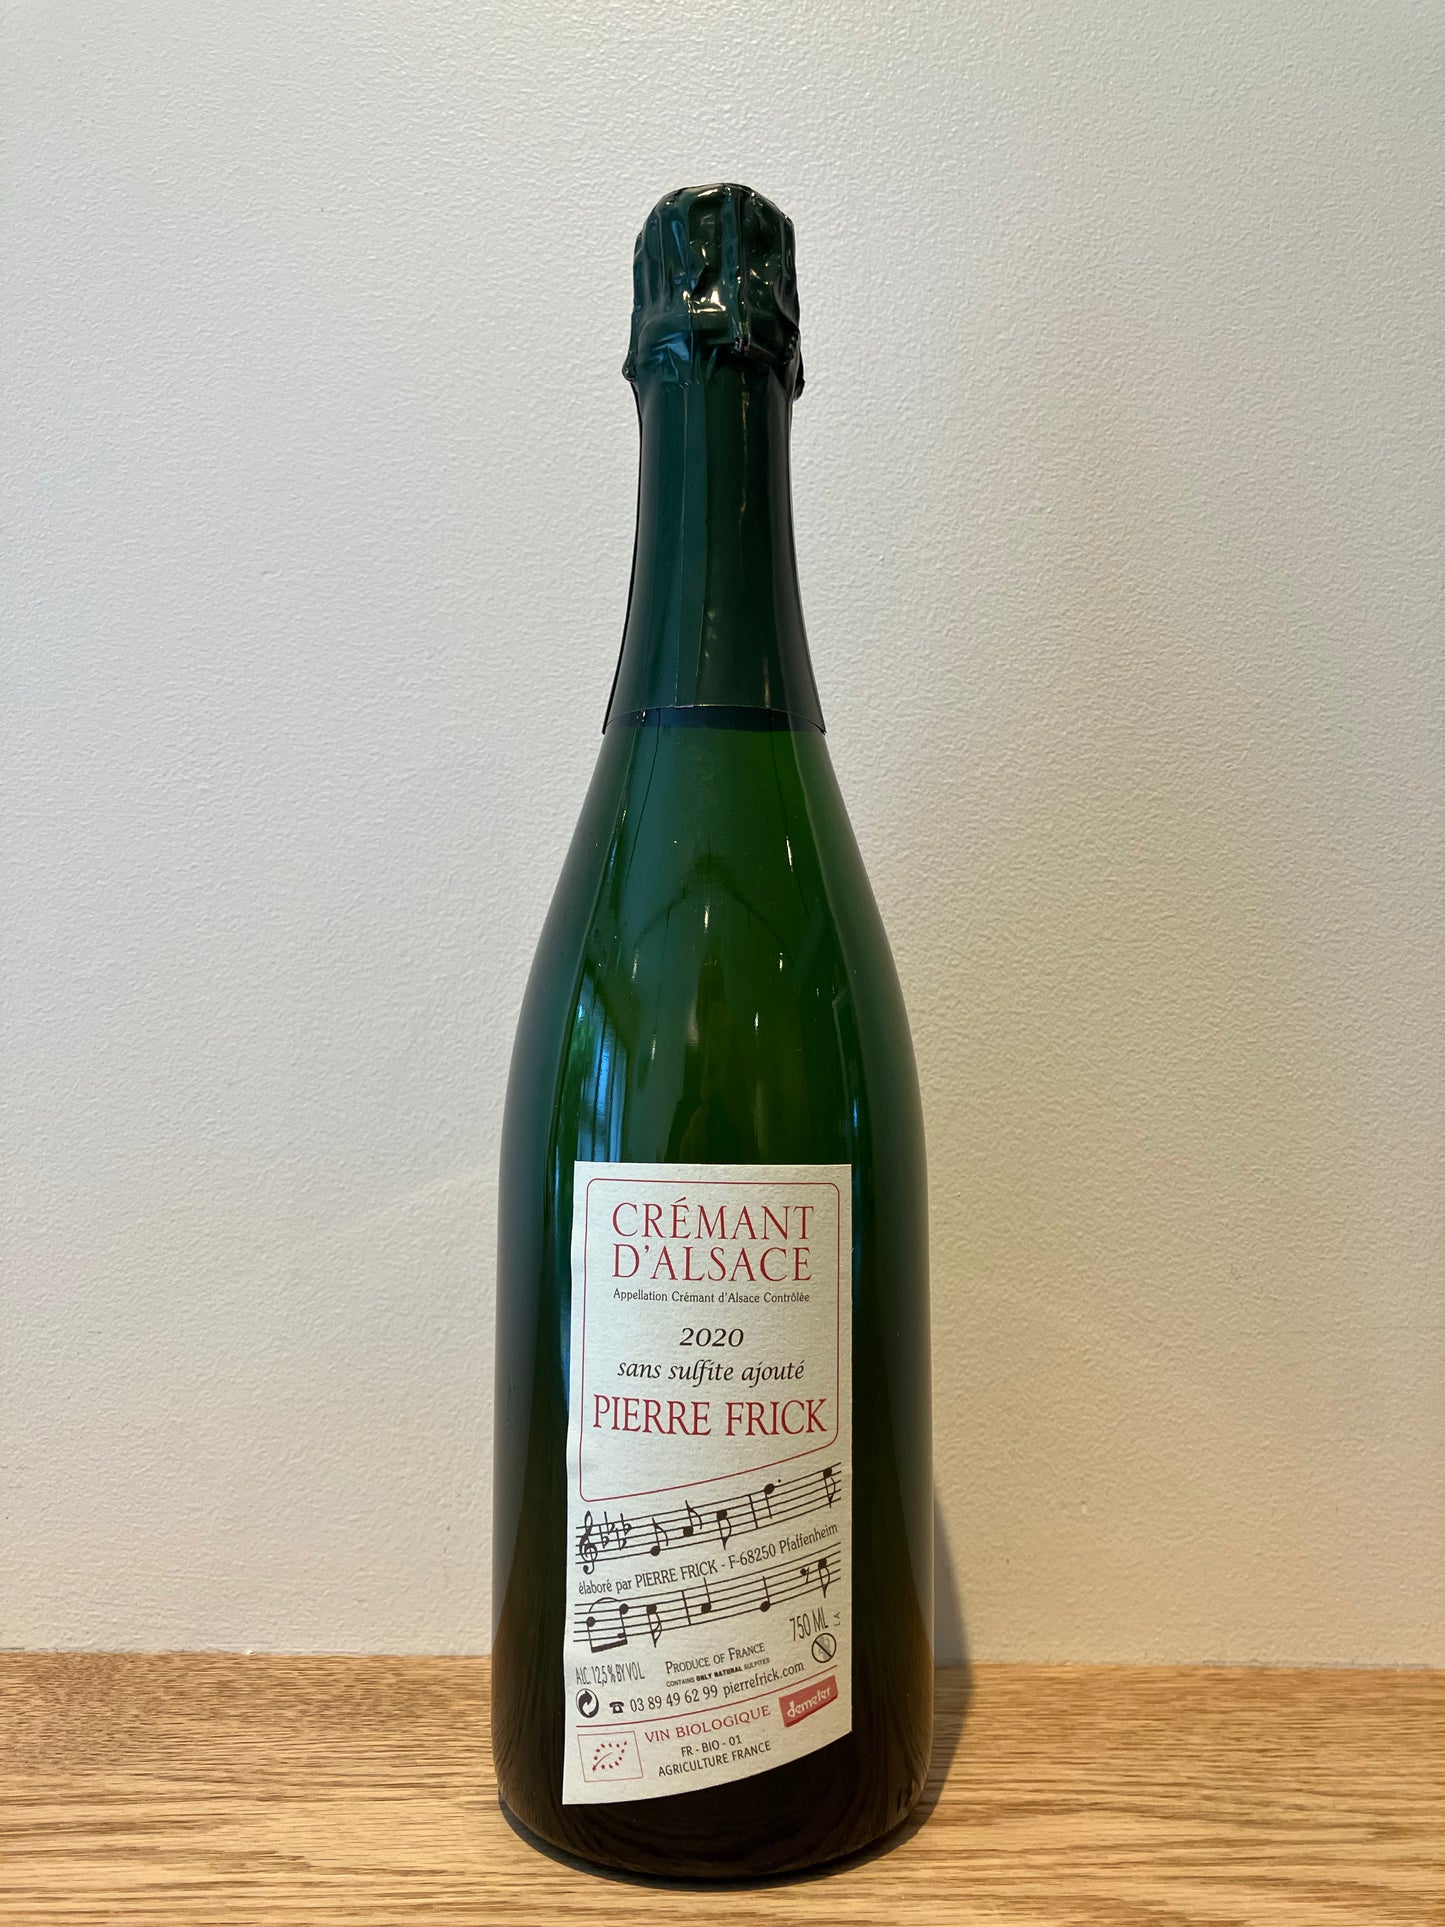 CRÉMANT
D'ALSACE
Appellation Crémant d'Alsace Contrôlée
2020
sans sulfite ajouté
PIERRE FRICK
élaboré par PIERRE FRICK - F-68250 Pfaffenheim
750 ML
LA
ALC. 12,5 % BY VOL
PRODUCE OF FRANCE
CONTAINS ONLY NATURAL SULFITES
☎ 03 89 49 62 99 pierrefrick.com
VIN BIOLOGIQUE
demeter
FR - BIO - 01
AGRICULTURE FRANCE